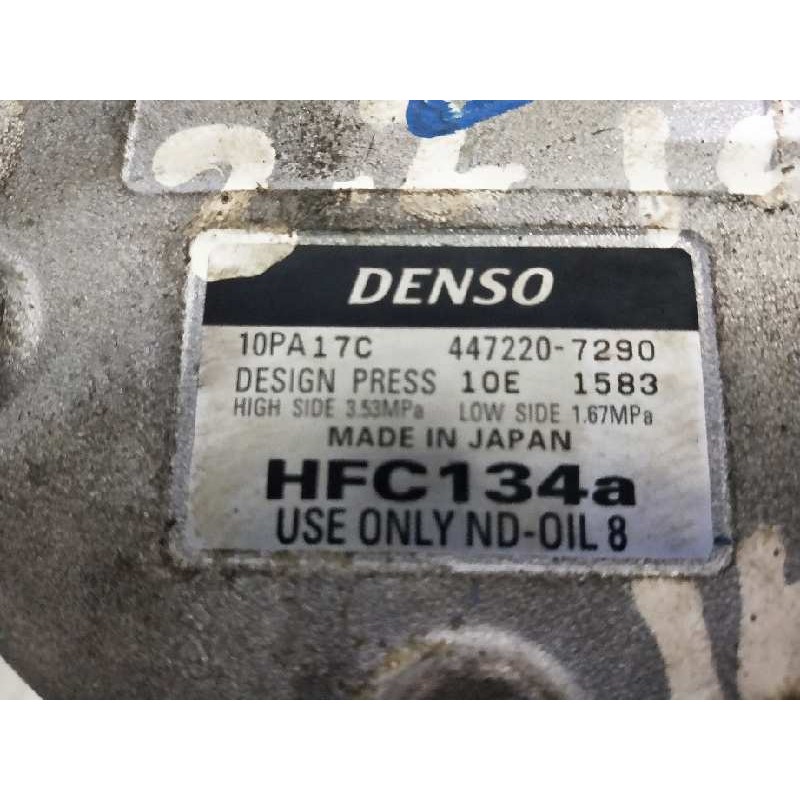 DENSO
10PA17C 447220-7290
DESIGN PRESS 10E 1583
HIGH SIDE 3.53MPa LOW SIDE 1.67MPa
MADE IN JAPAN
HFC134a
USE ONLY ND-OIL 8